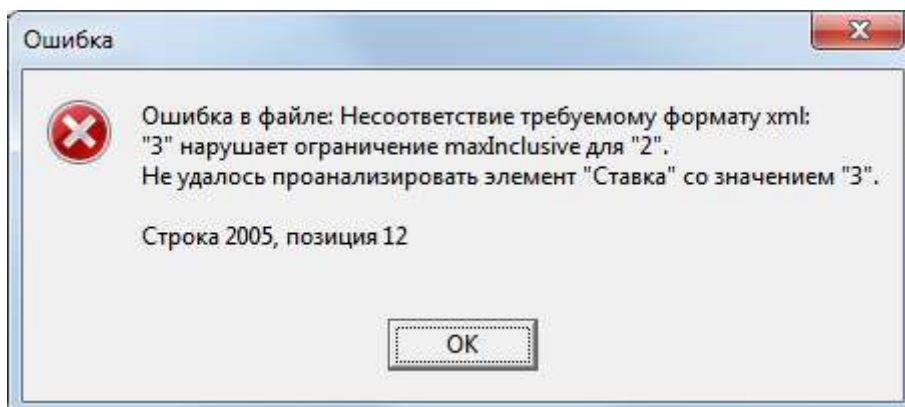 Ошибка
Ошибка в файле: Несоответствие требуемому формату xml:
"3" нарушает ограничение maxInclusive для "2".
Не удалось проанализировать элемент "Ставка" со значением "3".
Строка 2005, позиция 12
OK